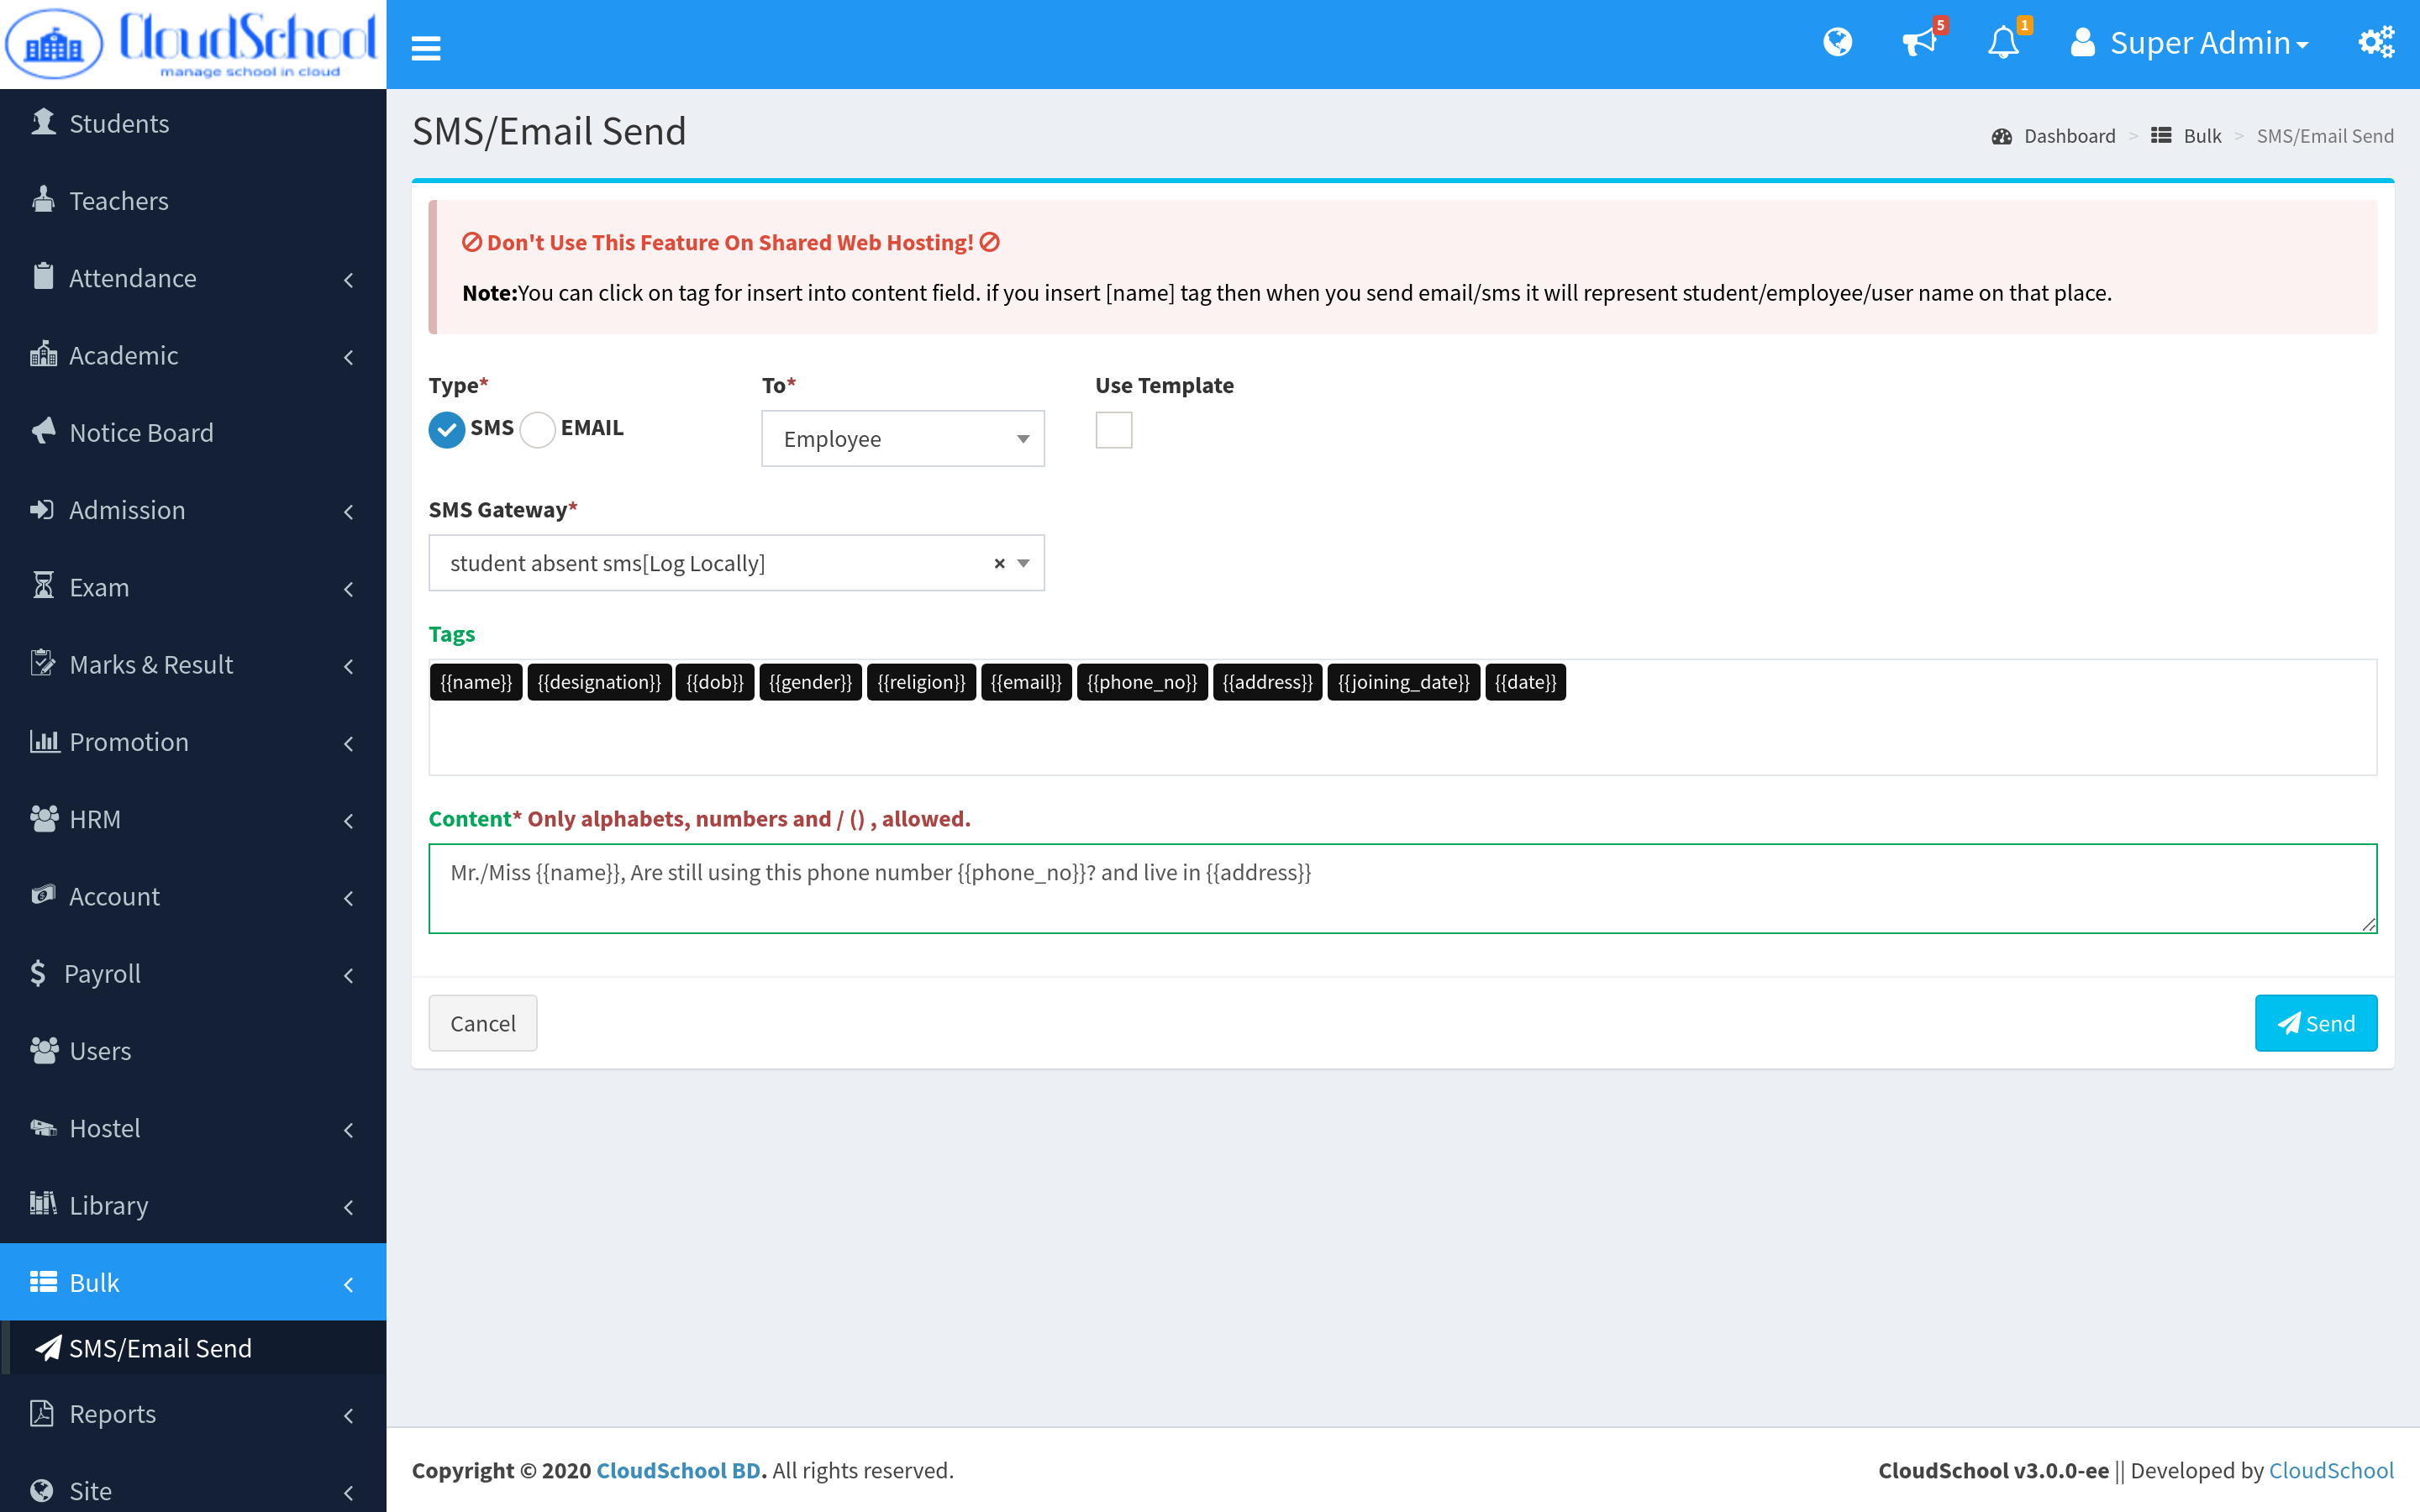 CloudSchool
manage school in cloud
5
1
Super Admin
Students
Teachers
Attendance
Academic
Notice Board
Admission
Exam
Marks & Result
Promotion
HRM
Account
Payroll
Users
Hostel
Library
Bulk
SMS/Email Send
Reports
Site
SMS/Email Send
Dashboard > Bulk > SMS/Email Send
Don't Use This Feature On Shared Web Hosting!
Note:You can click on tag for insert into content field. if you insert [name] tag then when you send email/sms it will represent student/employee/user name on that place.
Type* To* Use Template
SMS EMAIL Employee
SMS Gateway*
student absent sms[Log Locally] ×
Tags
{{name}} {{designation}} {{dob}} {{gender}} {{religion}} {{email}} {{phone_no}} {{address}} {{joining_date}} {{date}}
Content* Only alphabets, numbers and / () , allowed.
Mr./Miss {{name}}, Are still using this phone number {{phone_no}}? and live in {{address}}
Cancel Send
Copyright © 2020 CloudSchool BD. All rights reserved. CloudSchool v3.0.0-ee || Developed by CloudSchool